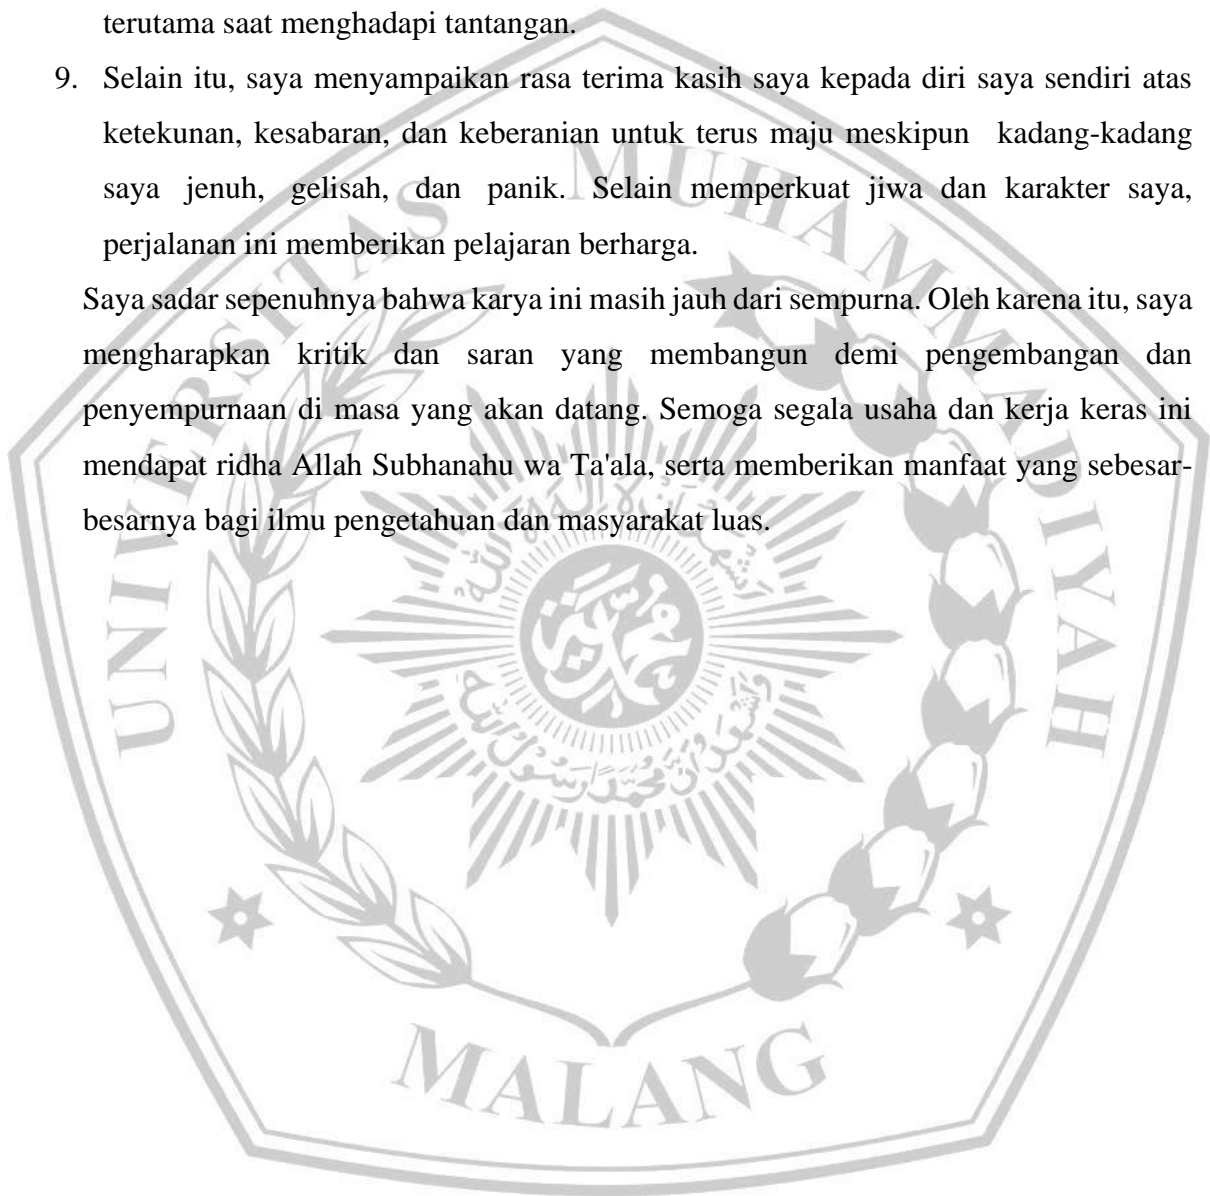 terutama saat menghadapi tantangan.
9. Selain itu, saya menyampaikan rasa terima kasih saya kepada diri saya sendiri atas
ketekunan, kesabaran, dan keberanian untuk terus maju meskipun kadang-kadang
saya jenuh, gelisah, dan panik. Selain memperkuat jiwa dan karakter saya,
perjalanan ini memberikan pelajaran berharga.
Saya sadar sepenuhnya bahwa karya ini masih jauh dari sempurna. Oleh karena itu, saya
mengharapkan kritik dan saran yang membangun demi pengembangan dan
penyempurnaan di masa yang akan datang. Semoga segala usaha dan kerja keras ini
mendapat ridha Allah Subhanahu wa Ta'ala, serta memberikan manfaat yang sebesar-
besarnya bagi ilmu pengetahuan dan masyarakat luas.
UNIVERSITAS MUHAMMADIYAH
MALANG